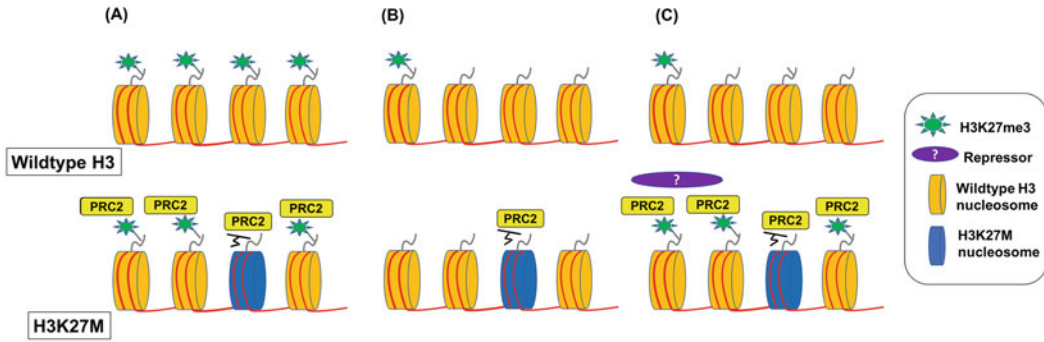 (A) (B) (C)
Wildtype H3
PRC2 PRC2 PRC2 PRC2
H3K27M
PRC2
?
PRC2 PRC2 PRC2 PRC2
H3K27me3
? Repressor
Wildtype H3
nucleosome
H3K27M
nucleosome